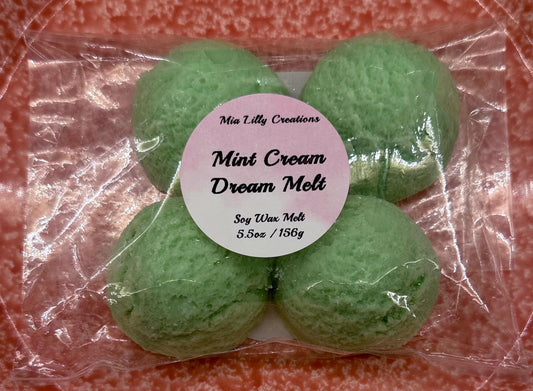 Mia Lilly Creations
Mint Cream
Dream Melt
Soy Wax Melt
5.5oz / 156g